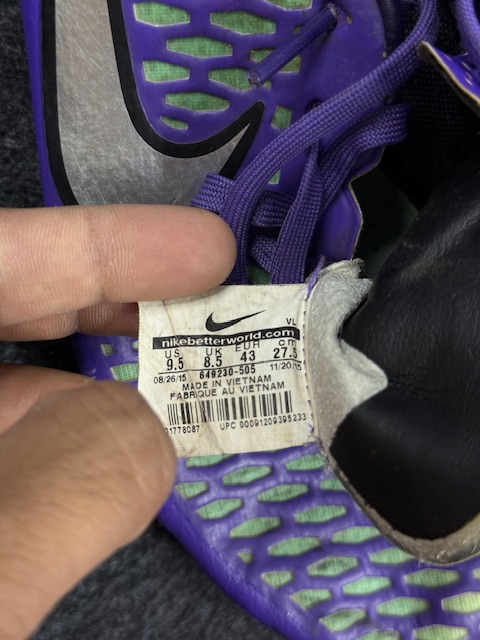 VL
nikebetterworld.com
US UK EUR cm
9.5 8.5 43 27.5
08/26/15 649230-505 11/20/15
MADE IN VIETNAM
FABRIQUE AU VIETNAM
01778087 UPC 00091209395233